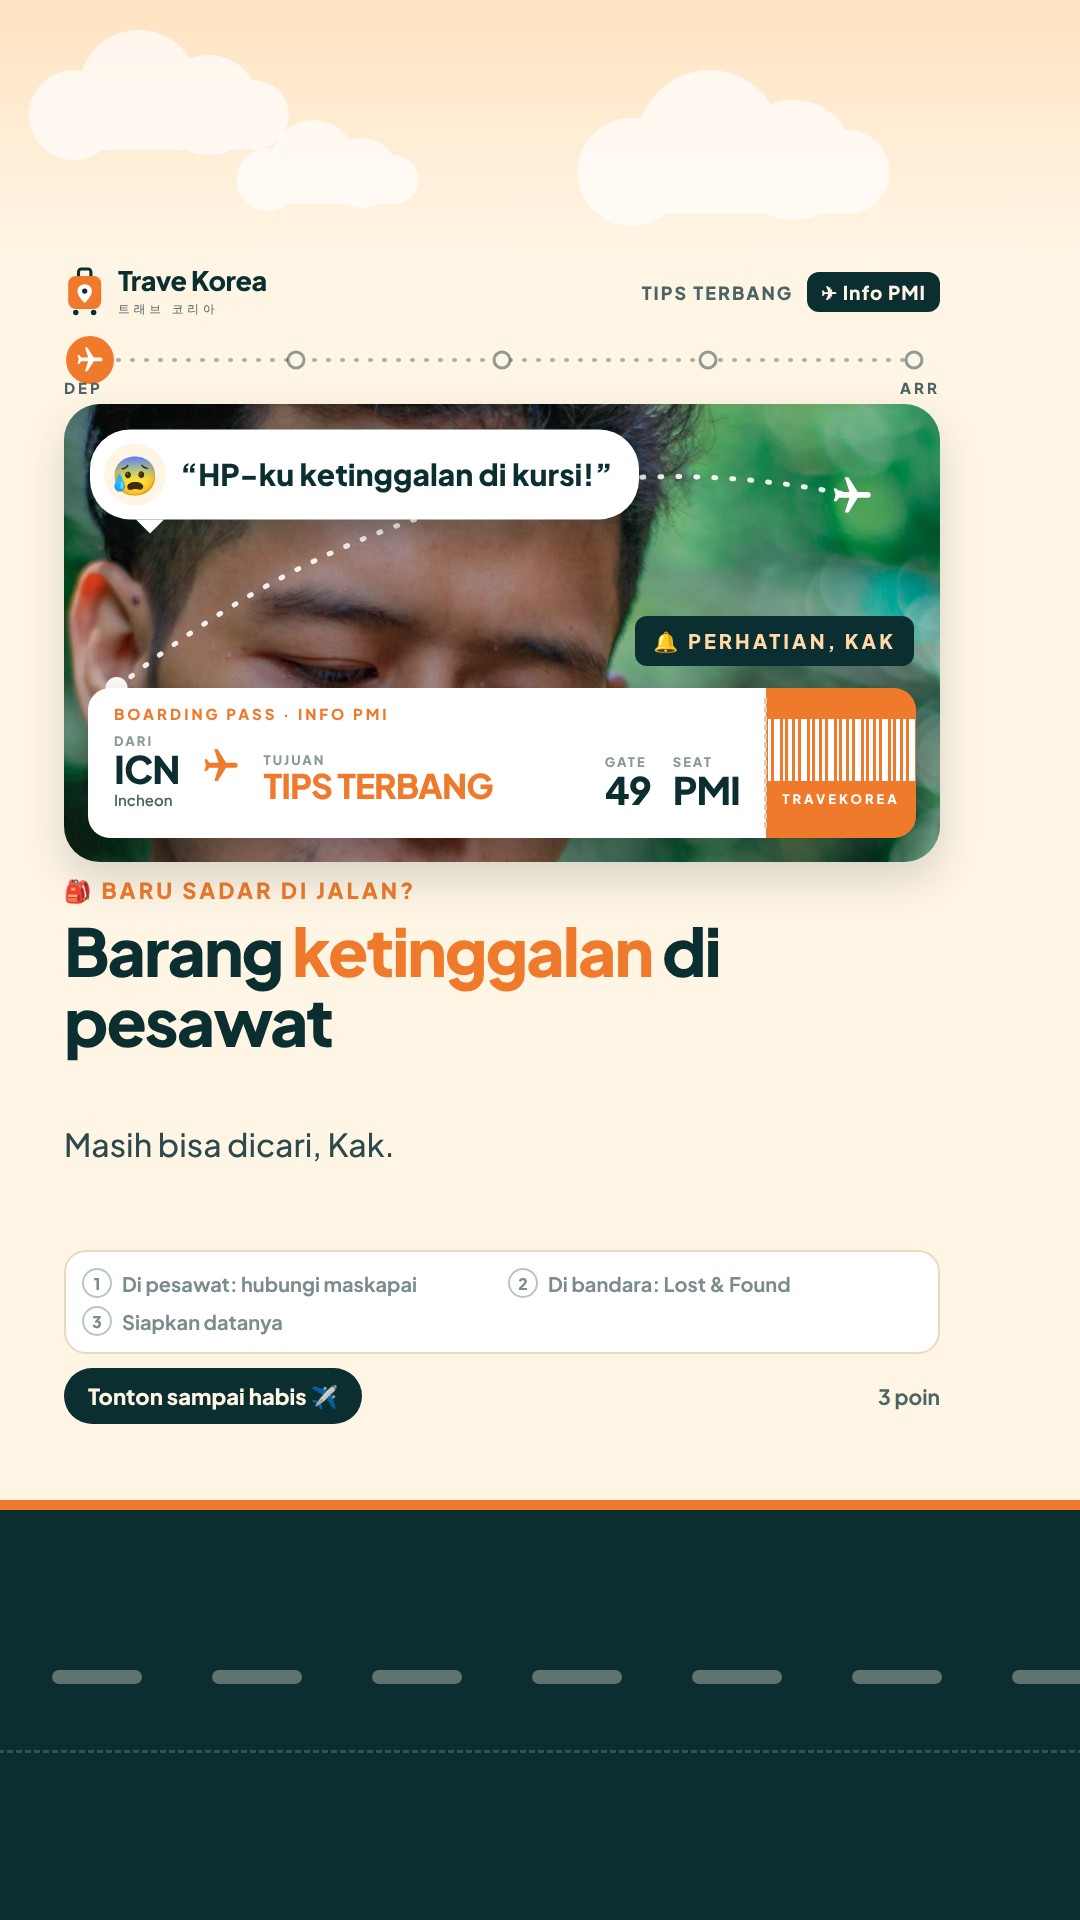 Trave Korea
트래브 코리아
TIPS TERBANG
✈ Info PMI
DEP
ARR
“HP-ku ketinggalan di kursi!”
🔔 PERHATIAN, KAK
BOARDING PASS · INFO PMI
DARI
ICN
Incheon
TUJUAN
TIPS TERBANG
GATE
49
SEAT
PMI
TRAVEKOREA
🎒 BARU SADAR DI JALAN?
Barang ketinggalan di
pesawat
Masih bisa dicari, Kak.
1 Di pesawat: hubungi maskapai
2 Di bandara: Lost & Found
3 Siapkan datanya
Tonton sampai habis ✈️
3 poin